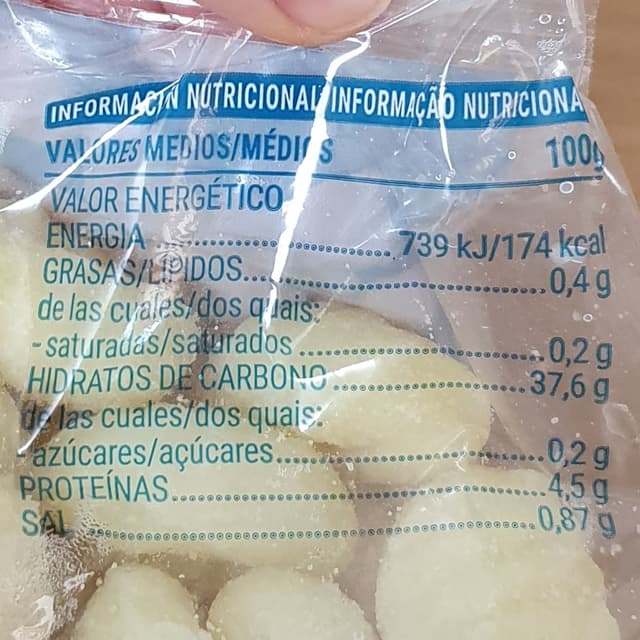 INFORMACIN NUTRICIONAL/INFORMAÇÃO NUTRICIONA
VALORES MEDIOS/MÉDIOS 100g
VALOR ENERGÉTICO
ENERGIA 739 kJ/174 kcal
GRASAS/LÍPIDOS 0,4 g
de las cuales/dos quais:
-saturadas/saturados 0,2 g
HIDRATOS DE CARBONO 37,6 g
de las cuales/dos quais:
azúcares/açúcares 0,2 g
PROTEÍNAS 4,5 g
SAL 0,87 g